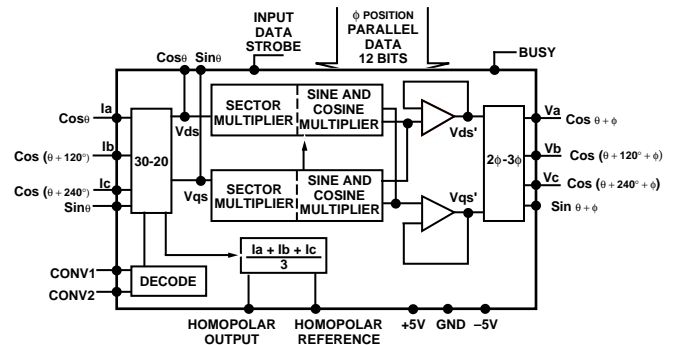 INPUT
DATA
STROBE
ϕ POSITION
PARALLEL
DATA
12 BITS
BUSY
Cosθ
Sinθ
Ia
Cosθ
Ib
Cos (θ + 120°)
Ic
Cos (θ + 240°)
Sinθ
30-20
Vds
Vqs
SECTOR
MULTIPLIER
SINE AND
COSINE
MULTIPLIER
SECTOR
MULTIPLIER
SINE AND
COSINE
MULTIPLIER
Vds'
Vqs'
2ϕ-3ϕ
Va
Cos θ + ϕ
Vb
Cos (θ + 120° + ϕ)
Vc
Cos (θ + 240° + ϕ)
Sin θ + ϕ
CONV1
CONV2
DECODE
Ia + Ib + Ic
3
HOMOPOLAR
OUTPUT
HOMOPOLAR
REFERENCE
+5V
GND
–5V